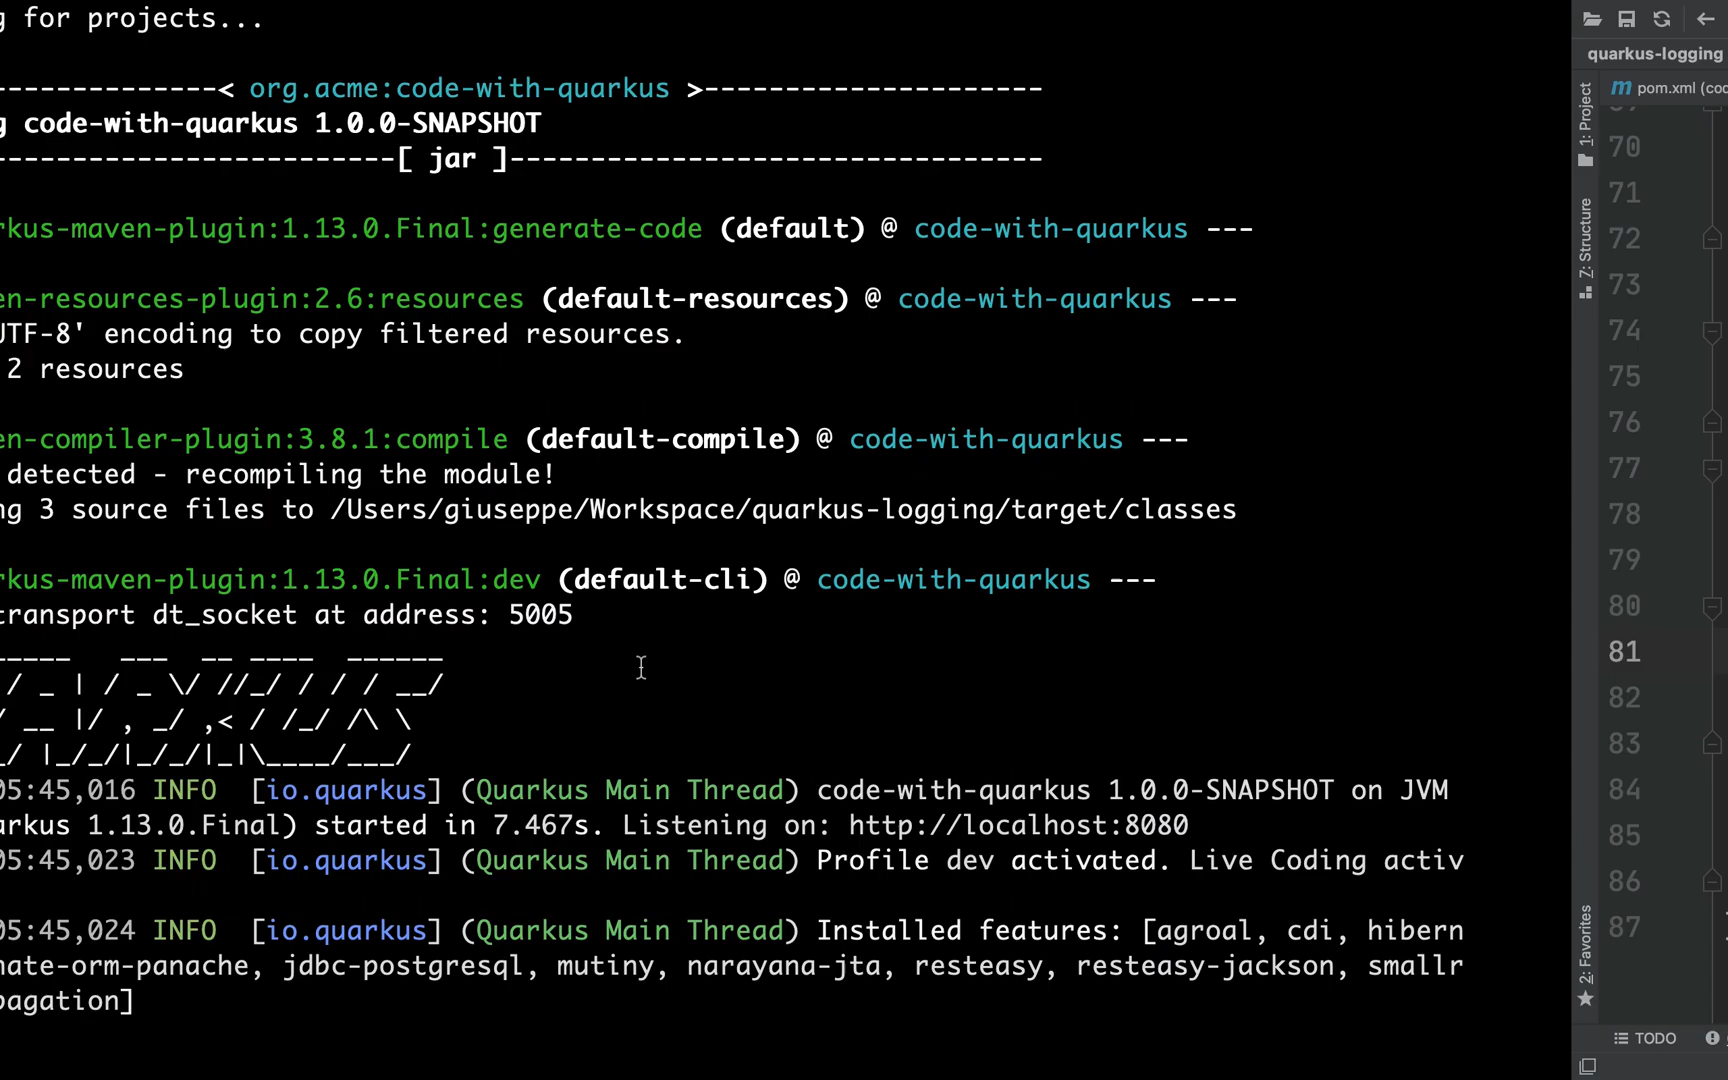 g for projects...
--------------< org.acme:code-with-quarkus >---------------------
g code-with-quarkus 1.0.0-SNAPSHOT
------------------------[ jar ]---------------------------------
rkus-maven-plugin:1.13.0.Final:generate-code (default) @ code-with-quarkus ---
en-resources-plugin:2.6:resources (default-resources) @ code-with-quarkus ---
UTF-8' encoding to copy filtered resources.
2 resources
en-compiler-plugin:3.8.1:compile (default-compile) @ code-with-quarkus ---
detected - recompiling the module!
ng 3 source files to /Users/giuseppe/Workspace/quarkus-logging/target/classes
rkus-maven-plugin:1.13.0.Final:dev (default-cli) @ code-with-quarkus ---
transport dt_socket at address: 5005
05:45,016 INFO  [io.quarkus] (Quarkus Main Thread) code-with-quarkus 1.0.0-SNAPSHOT on JVM
arkus 1.13.0.Final) started in 7.467s. Listening on: http://localhost:8080
05:45,023 INFO  [io.quarkus] (Quarkus Main Thread) Profile dev activated. Live Coding activ
05:45,024 INFO  [io.quarkus] (Quarkus Main Thread) Installed features: [agroal, cdi, hibern
nate-orm-panache, jdbc-postgresql, mutiny, narayana-jta, resteasy, resteasy-jackson, smallr
pagation]
quarkus-logging
pom.xml (cod
1: Project
7: Structure
2: Favorites
70
71
72
73
74
75
76
77
78
79
80
81
82
83
84
85
86
87
TODO